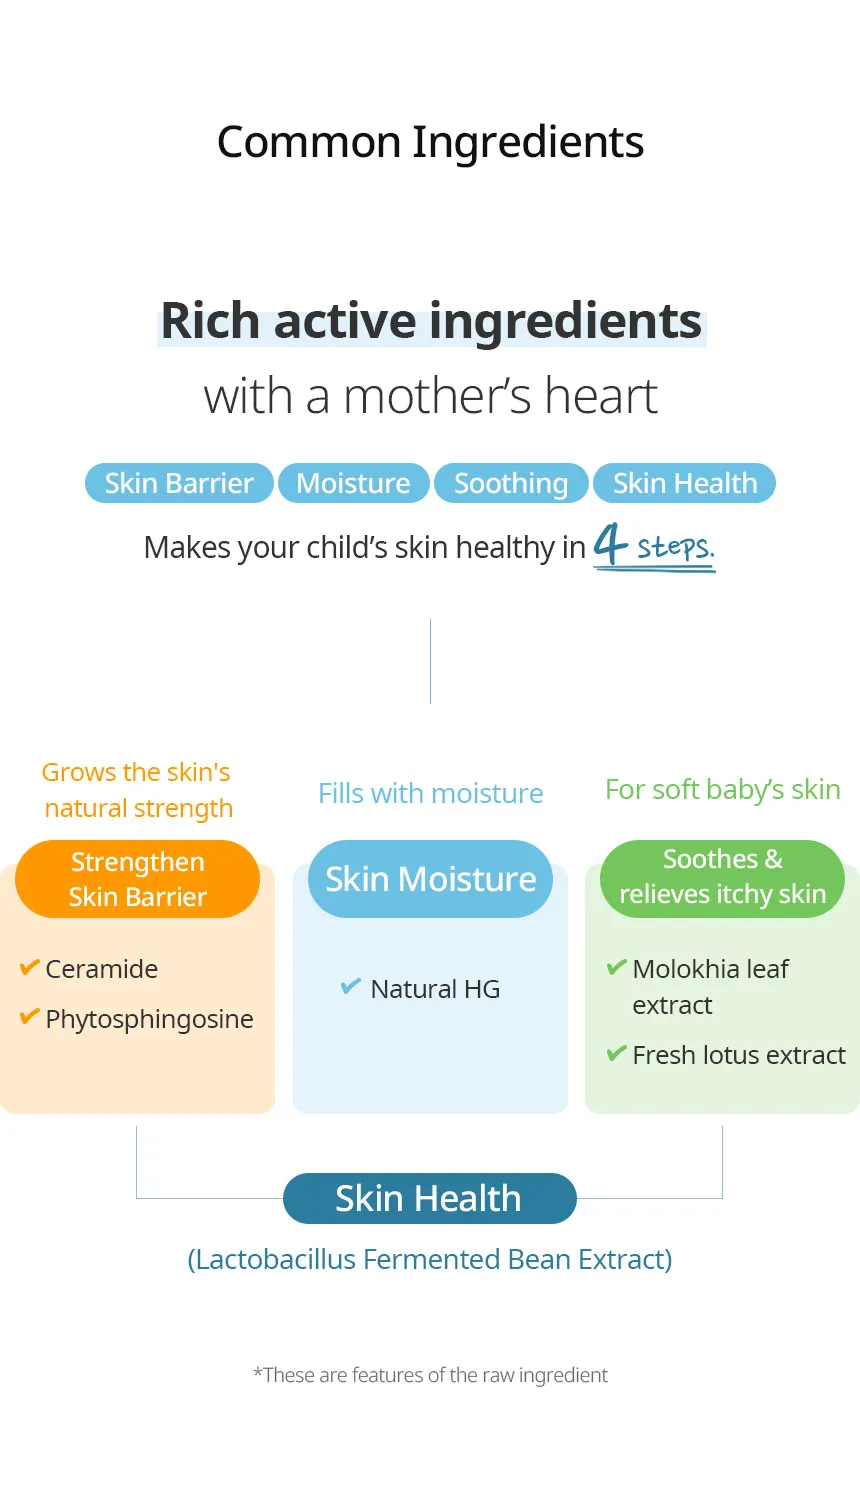 Common Ingredients
Rich active ingredients
with a mother’s heart
Skin Barrier Moisture Soothing Skin Health
Makes your child’s skin healthy in 4 steps.
Grows the skin's
natural strength
Strengthen
Skin Barrier
Ceramide
Phytosphingosine
Fills with moisture
Skin Moisture
Natural HG
For soft baby’s skin
Soothes &
relieves itchy skin
Molokhia leaf
extract
Fresh lotus extract
Skin Health
(Lactobacillus Fermented Bean Extract)
*These are features of the raw ingredient